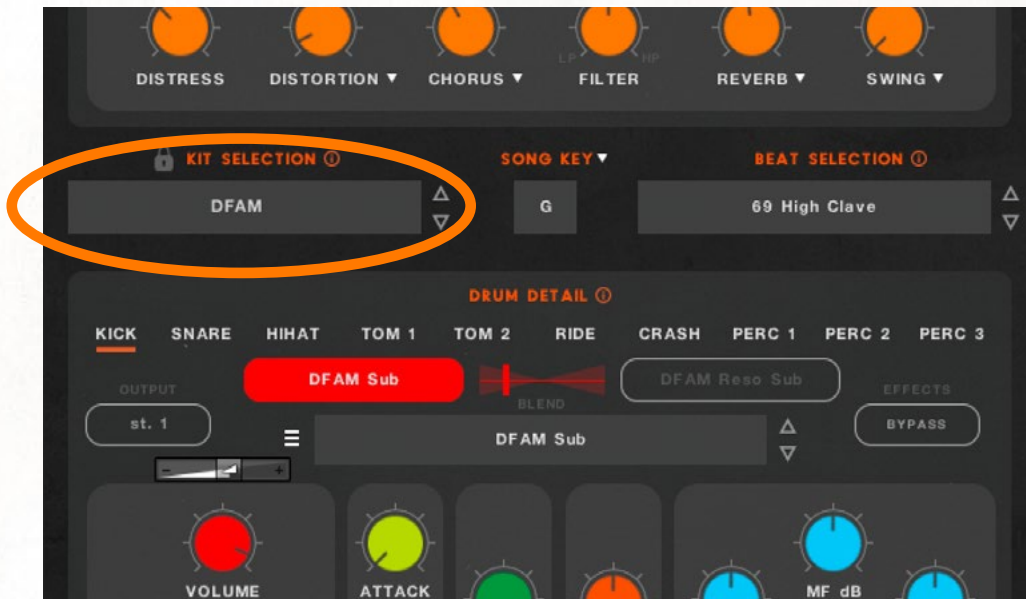 LP HP
DISTRESS DISTORTION ▼ CHORUS ▼ FILTER REVERB ▼ SWING ▼
KIT SELECTION ⓘ SONG KEY ▼ BEAT SELECTION ⓘ
DFAM G 69 High Clave
DRUM DETAIL ⓘ
KICK SNARE HIHAT TOM 1 TOM 2 RIDE CRASH PERC 1 PERC 2 PERC 3
DFAM Sub DFAM Reso Sub
OUTPUT BLEND EFFECTS
st. 1 DFAM Sub BYPASS
- +
VOLUME ATTACK MF dB